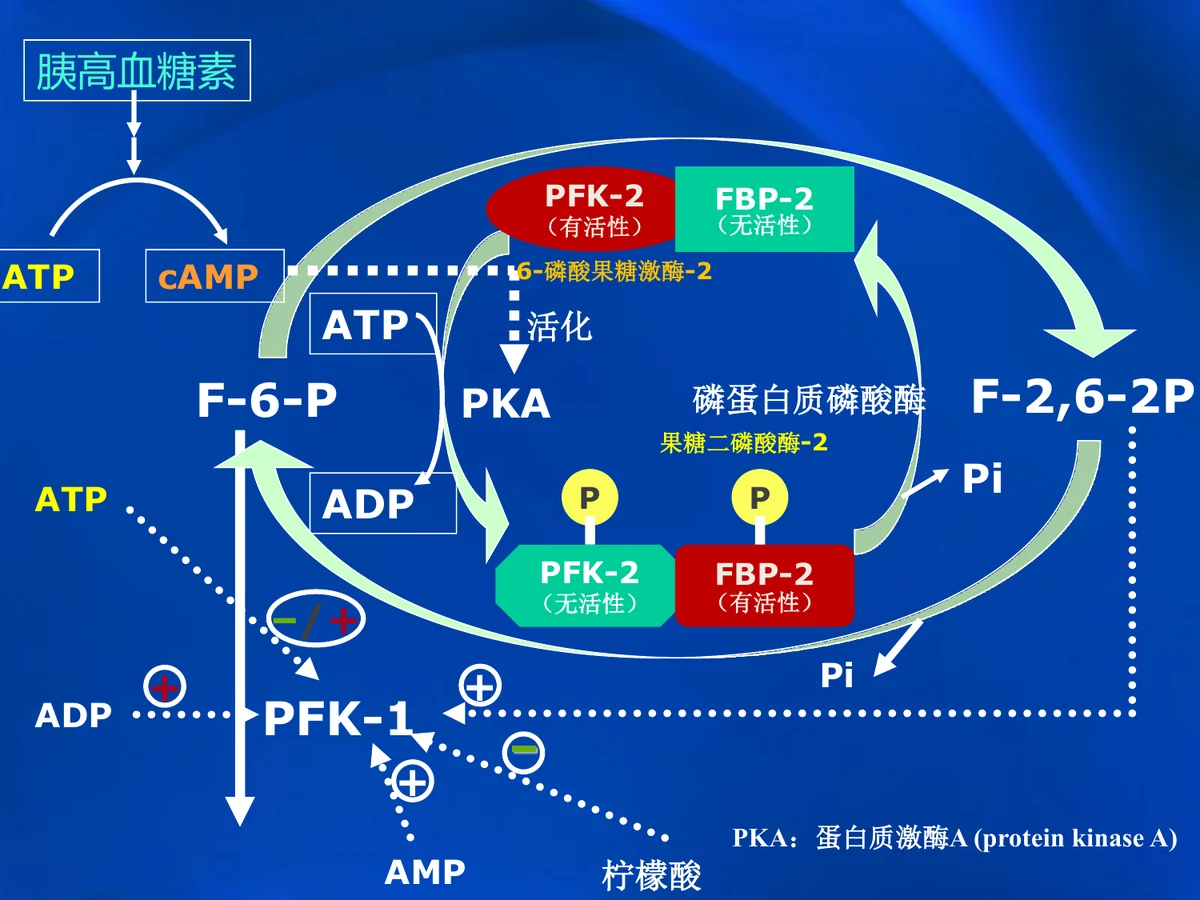 胰高血糖素
PFK-2
（有活性）
FBP-2
（无活性）
ATP
cAMP
6-磷酸果糖激酶-2
ATP
活化
F-6-P
PKA
磷蛋白质磷酸酶
F-2,6-2P
果糖二磷酸酶-2
ATP
ADP
P
P
Pi
PFK-2
（无活性）
FBP-2
（有活性）
−/+
Pi
+
+
ADP
PFK-1
−
+
PKA：蛋白质激酶A (protein kinase A)
AMP
柠檬酸